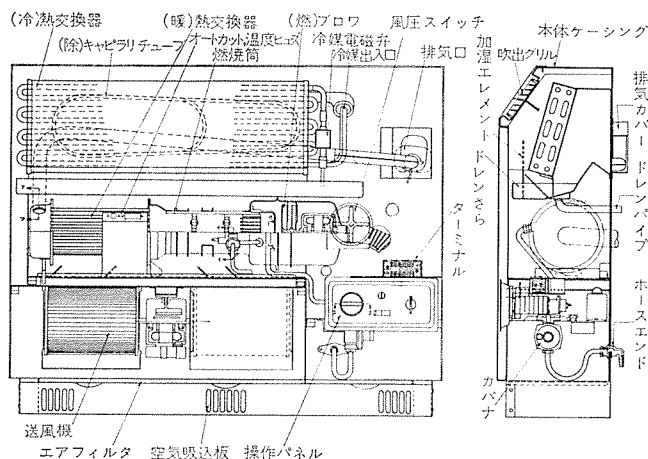 (冷)熱交換器
(除)キャピラリチューブ
(暖)熱交換器
オートカット温度ヒューズ
燃焼筒
(燃)ブロワ
冷媒電磁弁
冷媒出入口
風圧スイッチ
排気口
ターミナル
送風機
エアフィルタ
空気吸込板
操作パネル
本体ケーシング
吹出グリル
加湿エレメント
ドレンさら
排気カバー
ドレンパイプ
ホースエンド
ガバナ